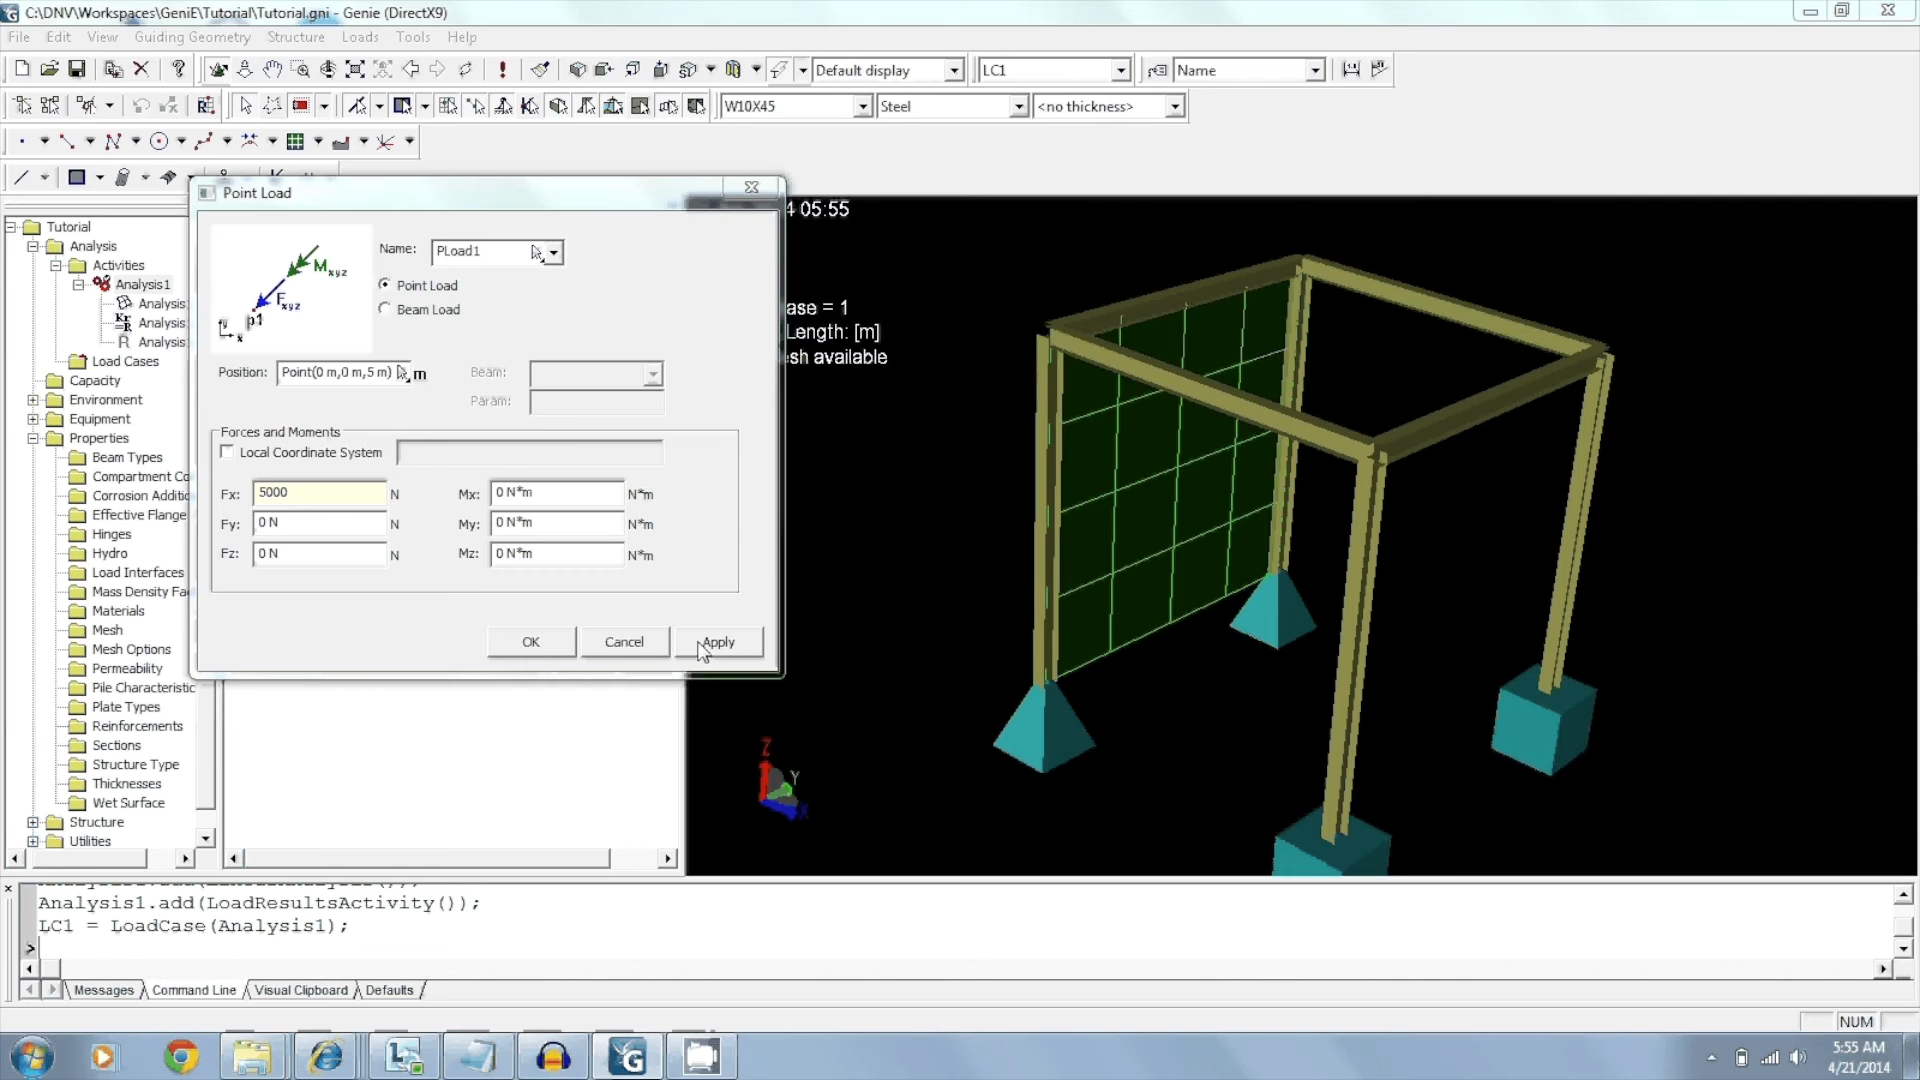 C:\DNV\Workspaces\GeniE\Tutorial\Tutorial.gni - Genie (DirectX9)
File Edit View Guiding Geometry Structure Loads Tools Help
Default display LC1 Name
W10X45 Steel <no thickness>
Point Load
Name: PLoad1
Point Load
Beam Load
Mxyz
Fxyz
p1
y
x
Position: Point(0 m,0 m,5 m) m
Beam:
Param:
Forces and Moments
Local Coordinate System
Fx: 5000 N Mx: 0 N*m N*m
Fy: 0 N N My: 0 N*m N*m
Fz: 0 N N Mz: 0 N*m N*m
OK Cancel Apply
Tutorial
Analysis
Activities
Analysis1
Analysis
Analysis
Analysis
Load Cases
Capacity
Environment
Equipment
Properties
Beam Types
Compartment Co
Corrosion Additio
Effective Flange
Hinges
Hydro
Load Interfaces
Mass Density Fac
Materials
Mesh
Mesh Options
Permeability
Pile Characteristic
Plate Types
Reinforcements
Sections
Structure Type
Thicknesses
Wet Surface
Structure
Utilities
4 05:55
ase = 1
Length: [m]
sh available
Z
Y
X
Analysis1.add(LoadResultsActivity());
LC1 = LoadCase(Analysis1);
>
Messages Command Line Visual Clipboard Defaults
NUM
5:55 AM
4/21/2014